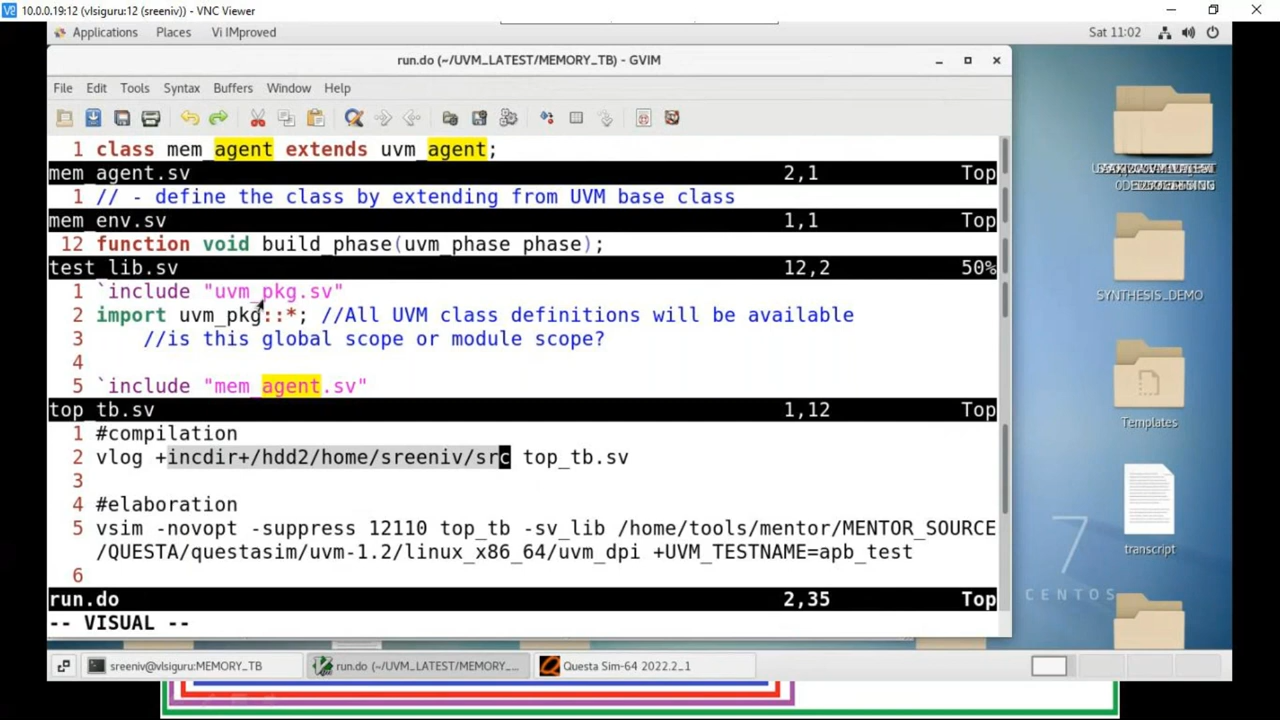 10.0.0.19:12 (vlsiguru:12 (sreeniv)) - VNC Viewer
Applications Places Vi IMproved Sat 11:02
run.do (~/UVM_LATEST/MEMORY_TB) - GVIM
File Edit Tools Syntax Buffers Window Help
1 class mem_agent extends uvm_agent;
mem_agent.sv 2,1 Top
1 // - define the class by extending from UVM base class
mem_env.sv 1,1 Top
12 function void build_phase(uvm_phase phase);
test_lib.sv 12,2 50%
1 `include "uvm_pkg.sv"
2 import uvm_pkg::*; //All UVM class definitions will be available
3 //is this global scope or module scope?
4
5 `include "mem_agent.sv"
top_tb.sv 1,12 Top
1 #compilation
2 vlog +incdir+/hdd2/home/sreeniv/src top_tb.sv
3
4 #elaboration
5 vsim -novopt -suppress 12110 top_tb -sv_lib /home/tools/mentor/MENTOR_SOURCE
/QUESTA/questasim/uvm-1.2/linux_x86_64/uvm_dpi +UVM_TESTNAME=apb_test
6
run.do 2,35 Top
-- VISUAL --
SYNTHESIS_DEMO
Templates
transcript
7
CENTOS
sreeniv@vlsiguru:MEMORY_TB
run.do (~/UVM_LATEST/MEMORY_...
Questa Sim-64 2022.2_1